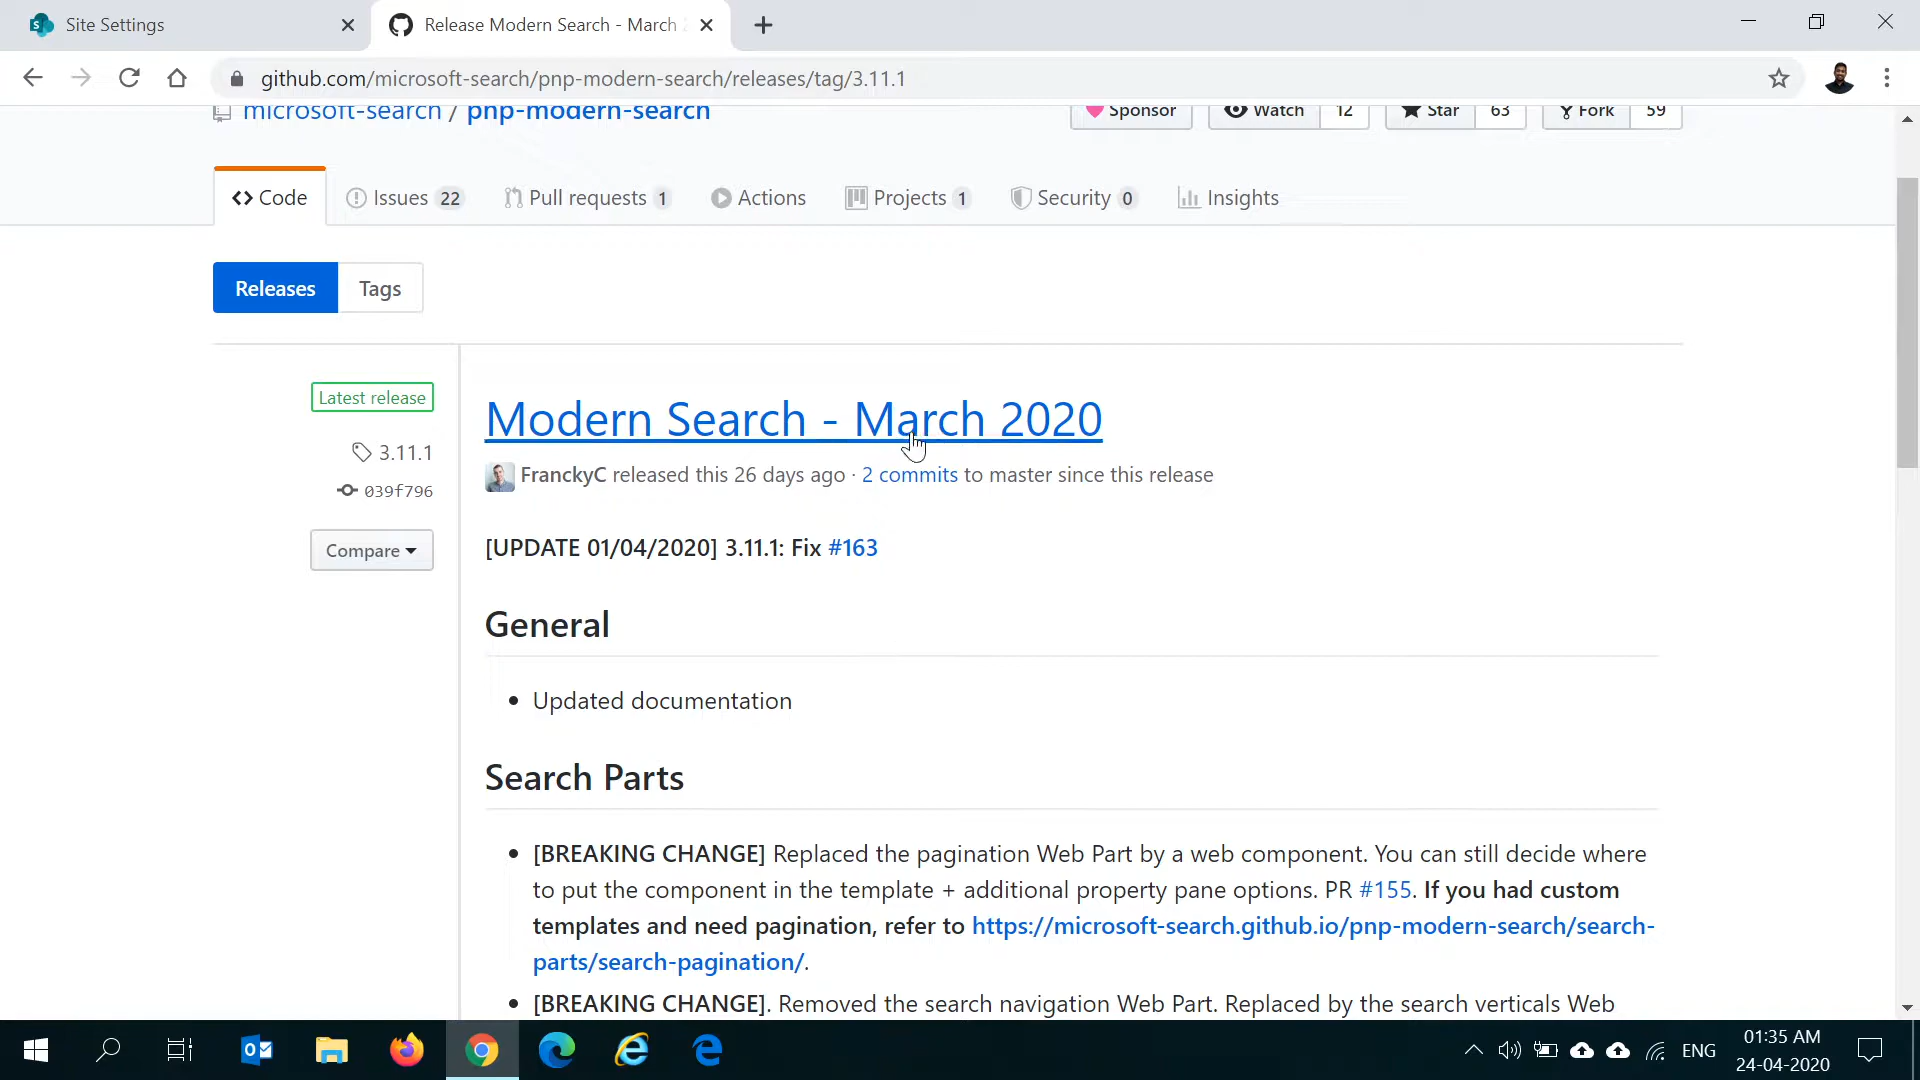 Site Settings
Release Modern Search - March 2
github.com/microsoft-search/pnp-modern-search/releases/tag/3.11.1
microsoft-search / pnp-modern-search
Sponsor
Watch 12
Star 63
Fork 59
Code
Issues 22
Pull requests 1
Actions
Projects 1
Security 0
Insights
Releases
Tags
Latest release
3.11.1
039f796
Compare
Modern Search - March 2020
FranckyC released this 26 days ago · 2 commits to master since this release
[UPDATE 01/04/2020] 3.11.1: Fix #163
General
• Updated documentation
Search Parts
• [BREAKING CHANGE] Replaced the pagination Web Part by a web component. You can still decide where
to put the component in the template + additional property pane options. PR #155. If you had custom
templates and need pagination, refer to https://microsoft-search.github.io/pnp-modern-search/search-
parts/search-pagination/.
• [BREAKING CHANGE]. Removed the search navigation Web Part. Replaced by the search verticals Web
ENG
01:35 AM
24-04-2020